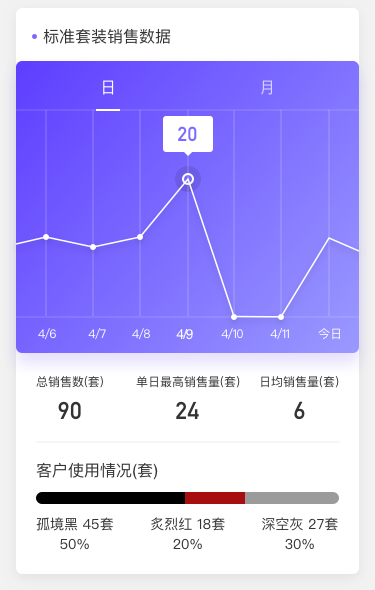 标准套装销售数据
日 月
20
4/6 4/7 4/8 4/9 4/10 4/11 今日
总销售数(套) 单日最高销售量(套) 日均销售量(套)
90 24 6
客户使用情况(套)
孤境黑 45套 炙烈红 18套 深空灰 27套
50% 20% 30%